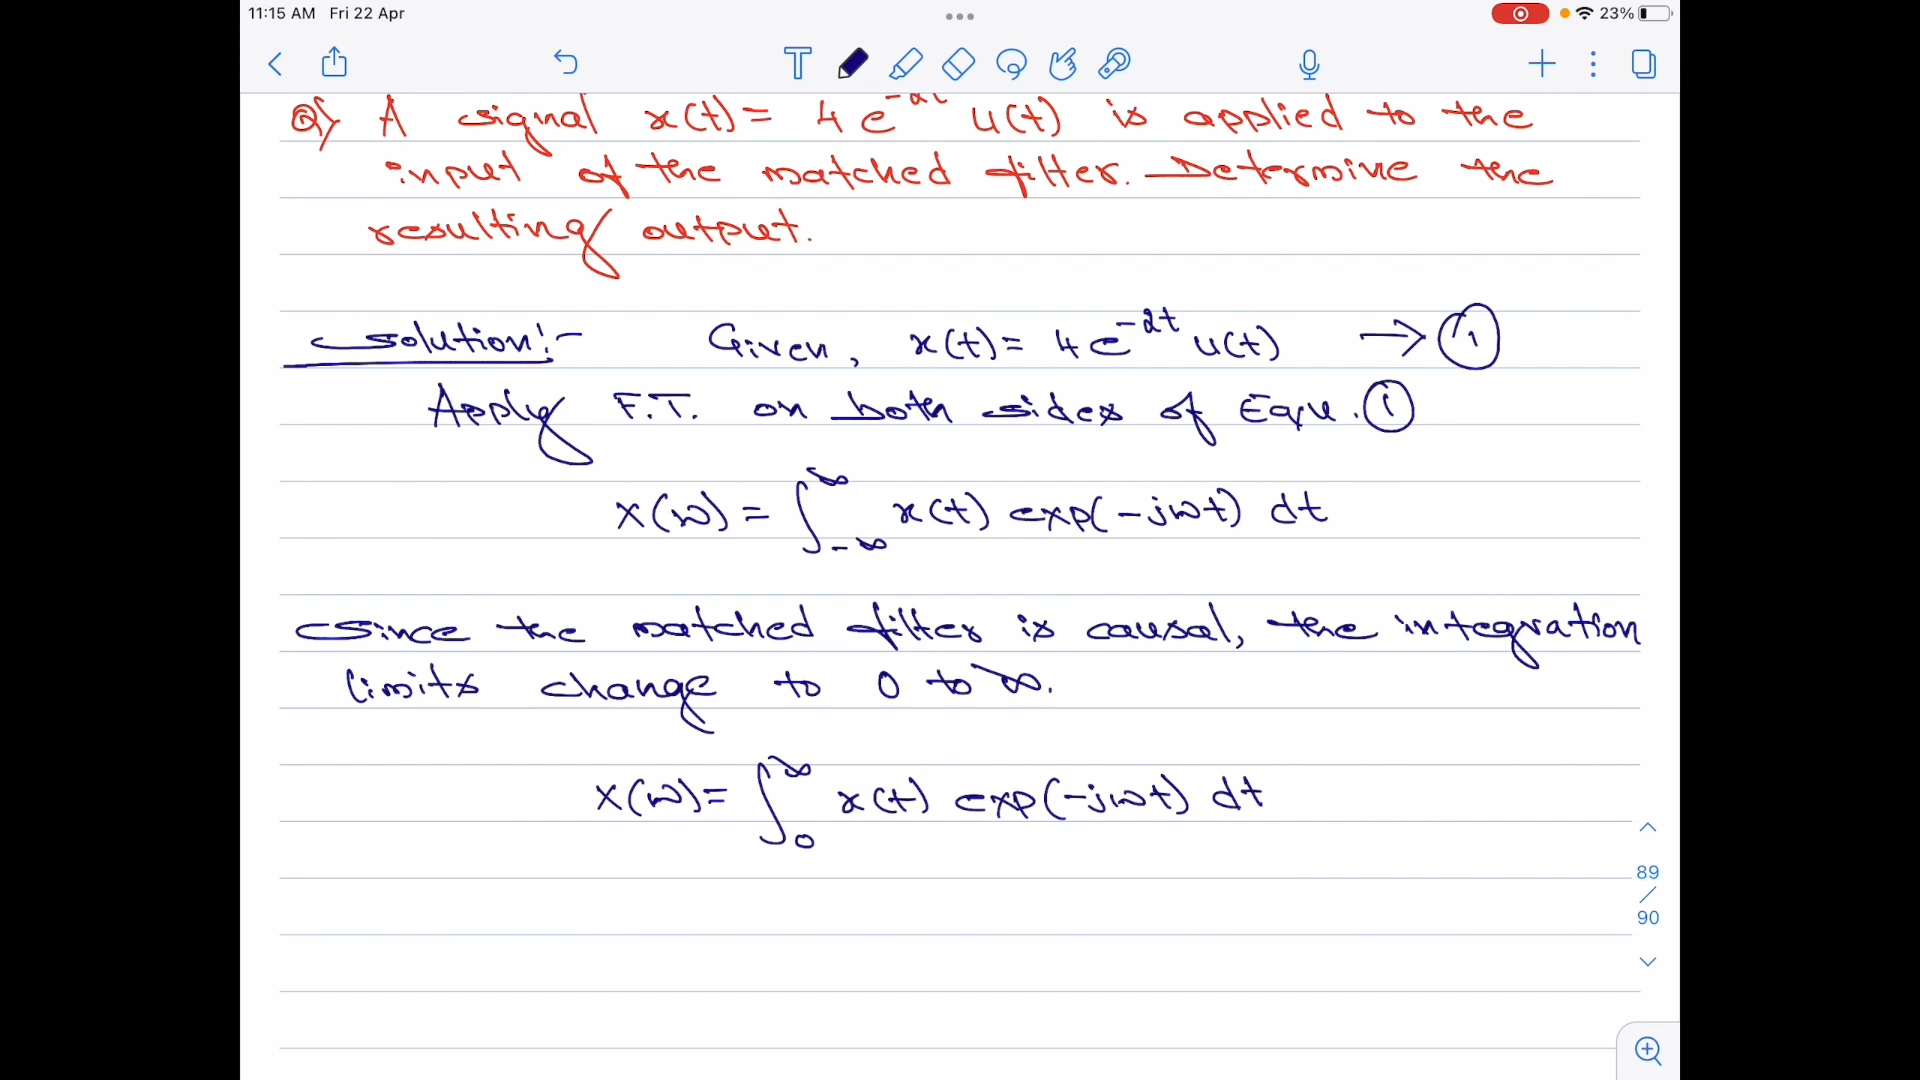 11:15 AM Fri 22 Apr
23%
Q) A signal x(t) = 4 e^-2t u(t) is applied to the
input of the matched filter. Determine the
resulting output.
Solution:- Given, x(t) = 4 e^-2t u(t) → ①
Apply F.T. on both sides of Equ. ①
X(ω) = ∫_-∞^∞ x(t) exp(-jωt) dt
Since the matched filter is causal, the integration
limits change to 0 to ∞.
X(ω) = ∫_0^∞ x(t) exp(-jωt) dt
89
/
90